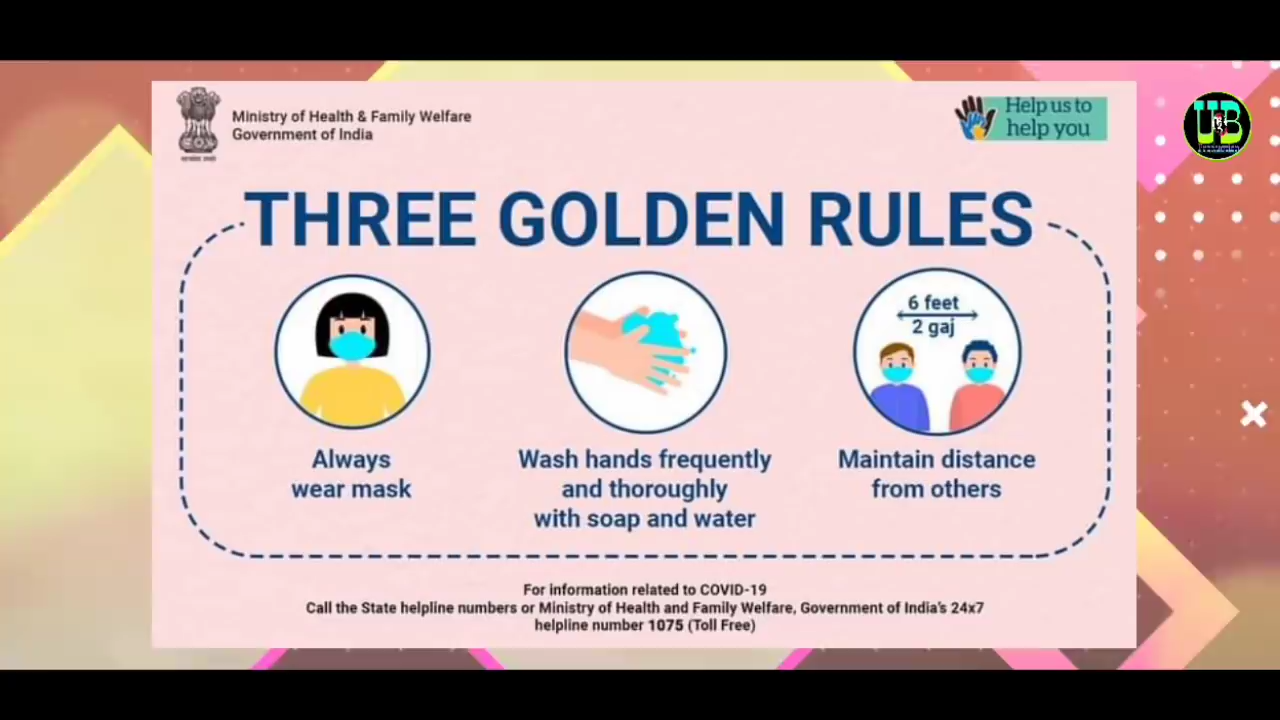 Ministry of Health & Family Welfare
Government of India
Help us to
help you
UB
THREE GOLDEN RULES
6 feet
2 gaj
Always
wear mask
Wash hands frequently
and thoroughly
with soap and water
Maintain distance
from others
For information related to COVID-19
Call the State helpline numbers or Ministry of Health and Family Welfare, Government of India's 24x7
helpline number 1075 (Toll Free)